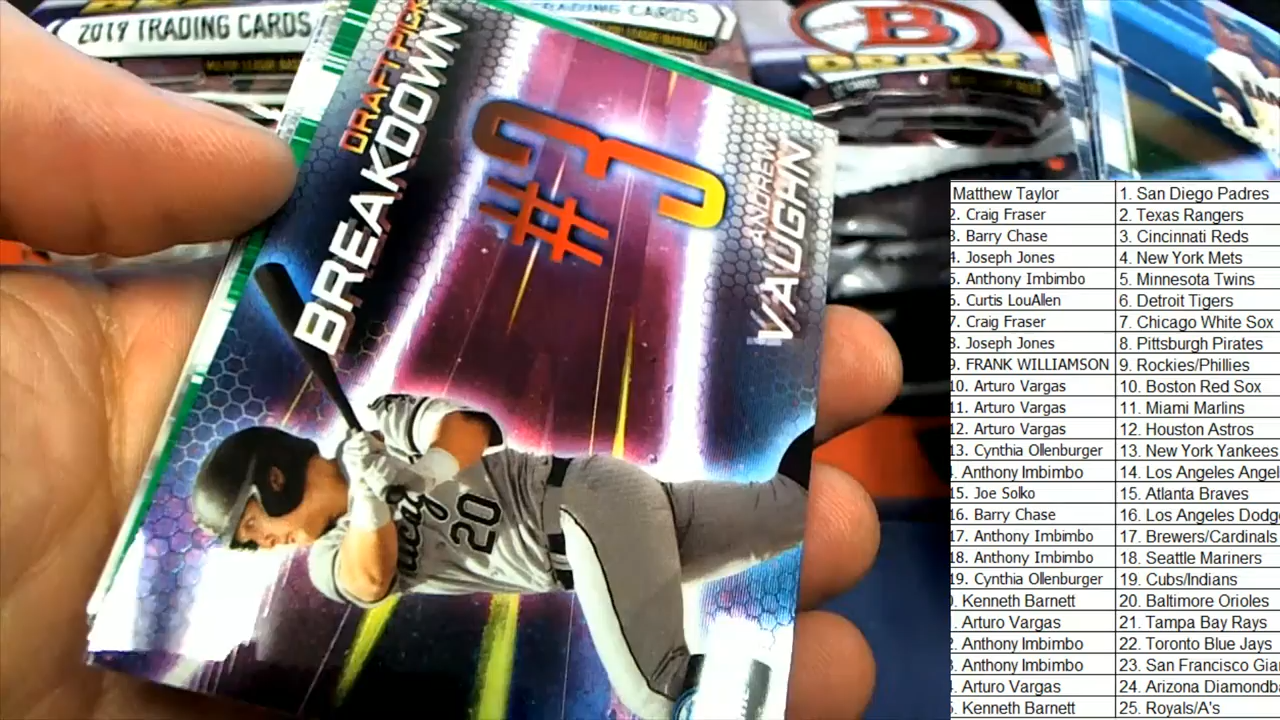 2019 TRADING CARDS
TRADING CARDS
B
DRAFT
DRAFT PICK
BREAKDOWN
#3
ANDREW
VAUGHN
20
Matthew Taylor 1. San Diego Padres
2. Craig Fraser 2. Texas Rangers
3. Barry Chase 3. Cincinnati Reds
4. Joseph Jones 4. New York Mets
5. Anthony Imbimbo 5. Minnesota Twins
6. Curtis LouAllen 6. Detroit Tigers
7. Craig Fraser 7. Chicago White Sox
8. Joseph Jones 8. Pittsburgh Pirates
9. FRANK WILLIAMSON 9. Rockies/Phillies
10. Arturo Vargas 10. Boston Red Sox
11. Arturo Vargas 11. Miami Marlins
12. Arturo Vargas 12. Houston Astros
13. Cynthia Ollenburger 13. New York Yankees
. Anthony Imbimbo 14. Los Angeles Angel
15. Joe Solko 15. Atlanta Braves
16. Barry Chase 16. Los Angeles Dodg
17. Anthony Imbimbo 17. Brewers/Cardinals
18. Anthony Imbimbo 18. Seattle Mariners
19. Cynthia Ollenburger 19. Cubs/Indians
. Kenneth Barnett 20. Baltimore Orioles
. Arturo Vargas 21. Tampa Bay Rays
. Anthony Imbimbo 22. Toronto Blue Jays
. Anthony Imbimbo 23. San Francisco Gia
. Arturo Vargas 24. Arizona Diamondba
. Kenneth Barnett 25. Royals/A's